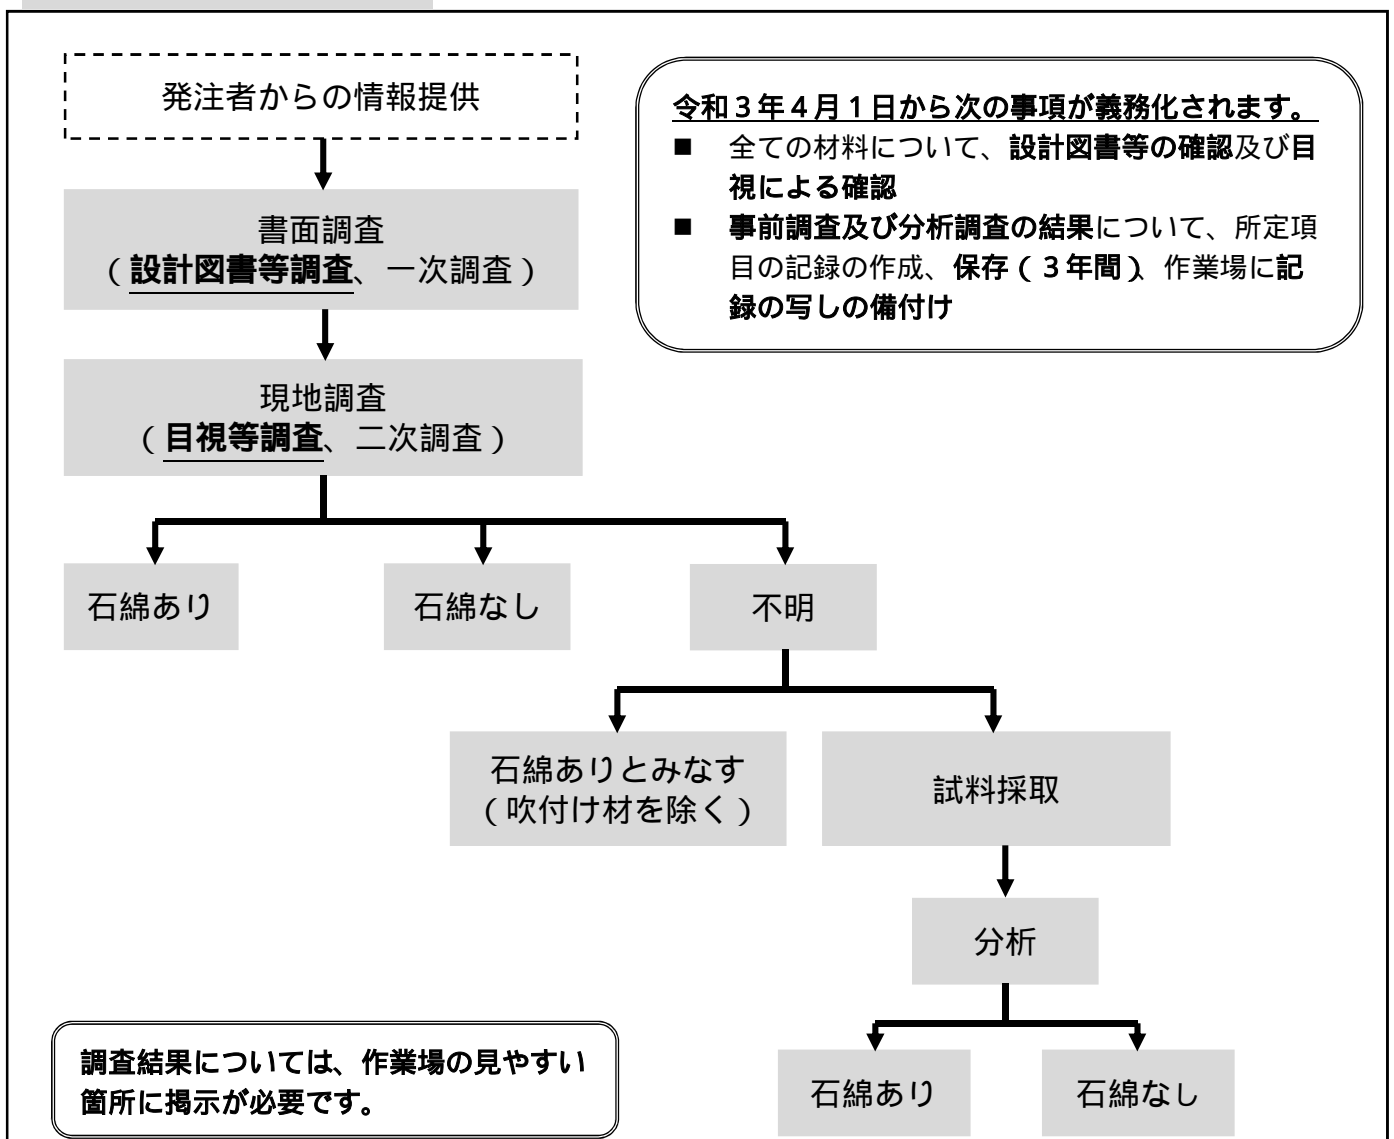 発注者からの情報提供
令和３年４月１日から次の事項が義務化されます。
■ 全ての材料について、設計図書等の確認及び目
視による確認
■ 事前調査及び分析調査の結果について、所定項
目の記録の作成、保存（３年間）、作業場に記
録の写しの備付け
書面調査
（設計図書等調査、一次調査）
現地調査
（目視等調査、二次調査）
石綿あり
石綿なし
不明
石綿ありとみなす
（吹付け材を除く）
試料採取
分析
調査結果については、作業場の見やすい
箇所に掲示が必要です。
石綿あり
石綿なし